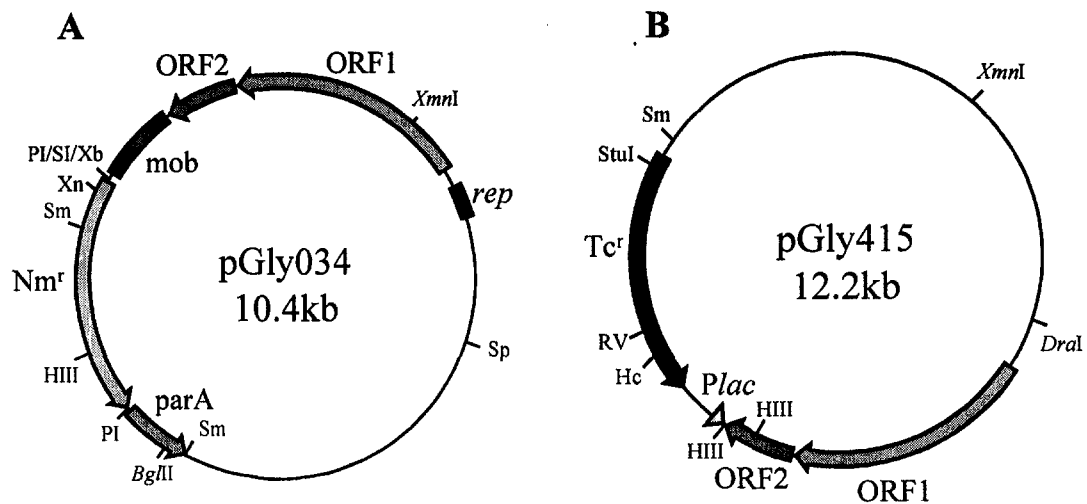 A
ORF2
ORF1
XmnI
PI/SI/Xb
mob
Xn
rep
Sm
Nmʳ
pGly034
10.4kb
Sp
HIII
parA
PI
Sm
BglII
B
XmnI
Sm
StuI
Tcʳ
pGly415
12.2kb
RV
DraI
Hc
Plac
HIII
HIII
ORF2
ORF1